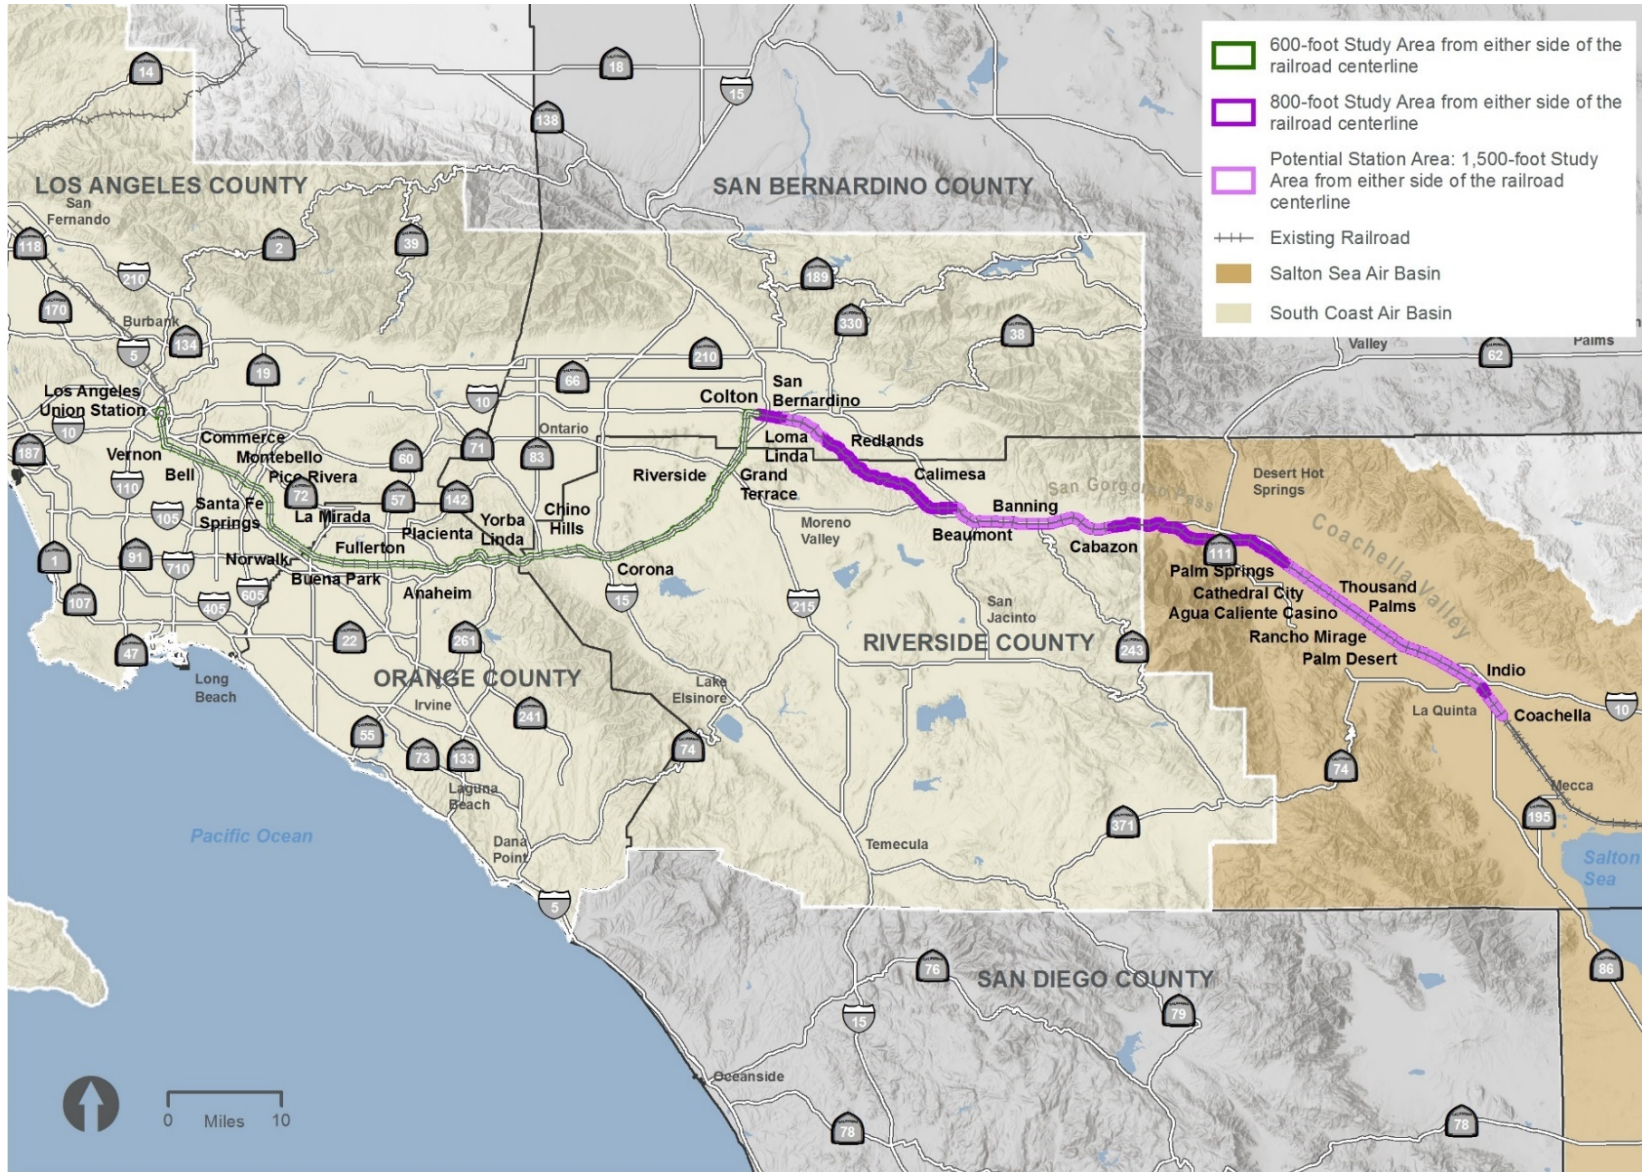 600-foot Study Area from either side of the
railroad centerline
800-foot Study Area from either side of the
railroad centerline
Potential Station Area: 1,500-foot Study
Area from either side of the railroad
centerline
Existing Railroad
Salton Sea Air Basin
South Coast Air Basin
14
18
15
138
LOS ANGELES COUNTY
SAN BERNARDINO COUNTY
San
Fernando
118
2
39
210
189
170
Burbank
330
38
134
5
210
Valley
Palms
62
19
66
Los Angeles
Union Station
10
10
Colton
San
Bernardino
187
Commerce
Ontario
Vernon
Montebello
60
71
83
Loma
Linda
Redlands
Bell
Pico Rivera
Riverside
Grand
Terrace
Calimesa
Desert Hot
Springs
110
72
57
142
San Gorgonio Pass
Santa Fe
Springs
La Mirada
Chino
Hills
Banning
105
Placienta
Yorba
Linda
Moreno
Valley
Beaumont
Coachella Valley
1
91
710
Norwalk
Fullerton
Cabazon
111
Buena Park
Corona
Palm Springs
107
405
605
Anaheim
15
215
San
Jacinto
Cathedral City
Thousand
Palms
Agua Caliente Casino
47
22
261
RIVERSIDE COUNTY
243
Rancho Mirage
Palm Desert
Long
Beach
ORANGE COUNTY
Lake
Elsinore
Indio
Irvine
La Quinta
10
241
Coachella
55
73
133
74
74
Laguna
Beach
Mecca
195
371
Pacific Ocean
Dana
Point
Temecula
Salton
Sea
5
76
SAN DIEGO COUNTY
86
15
79
Oceanside
0 Miles 10
78
78